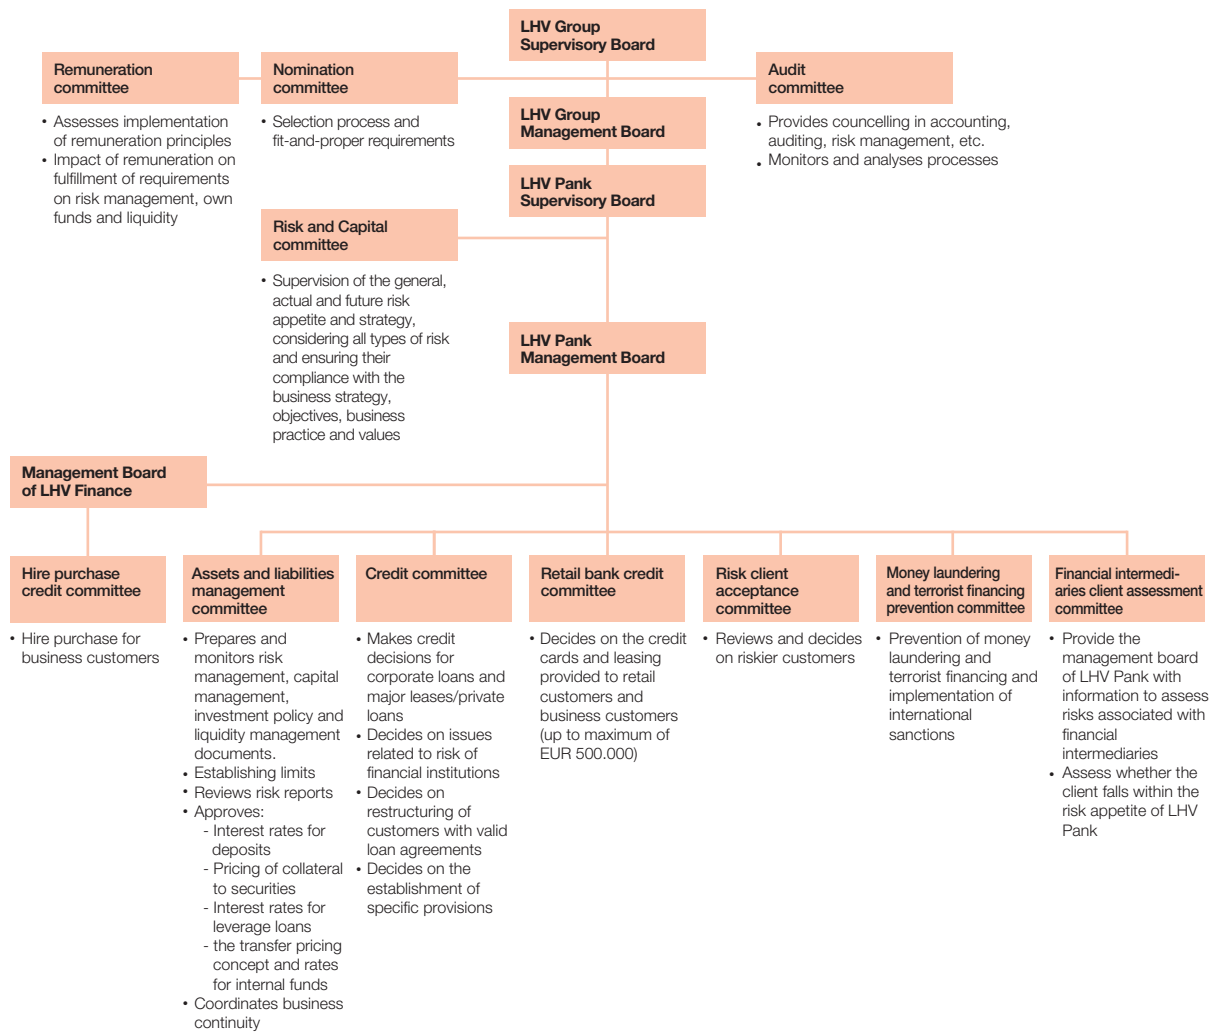 LHV Group
Supervisory Board
Remuneration
committee
• Assesses implementation
of remuneration principles
• Impact of remuneration on
fulfillment of requirements
on risk management, own
funds and liquidity
Nomination
committee
• Selection process and
fit-and-proper requirements
Audit
committee
• Provides councelling in accounting,
auditing, risk management, etc.
• Monitors and analyses processes
LHV Group
Management Board
LHV Pank
Supervisory Board
Risk and Capital
committee
• Supervision of the general,
actual and future risk
appetite and strategy,
considering all types of risk
and ensuring their
compliance with the
business strategy,
objectives, business
practice and values
LHV Pank
Management Board
Management Board
of LHV Finance
Hire purchase
credit committee
• Hire purchase for
business customers
Assets and liabilities
management
committee
• Prepares and
monitors risk
management, capital
management,
investment policy and
liquidity management
documents.
• Establishing limits
• Reviews risk reports
• Approves:
- Interest rates for
deposits
- Pricing of collateral
to securities
- Interest rates for
leverage loans
- the transfer pricing
concept and rates
for internal funds
• Coordinates business
continuity
Credit committee
• Makes credit
decisions for
corporate loans and
major leases/private
loans
• Decides on issues
related to risk of
financial institutions
• Decides on
restructuring of
customers with valid
loan agreements
• Decides on the
establishment of
specific provisions
Retail bank credit
committee
• Decides on the credit
cards and leasing
provided to retail
customers and
business customers
(up to maximum of
EUR 500.000)
Risk client
acceptance
committee
• Reviews and decides
on riskier customers
Money laundering
and terrorist financing
prevention committee
• Prevention of money
laundering and
terrorist financing and
implementation of
international
sanctions
Financial intermedi-
aries client assessment
committee
• Provide the
management board
of LHV Pank with
information to assess
risks associated with
financial
intermediaries
• Assess whether the
client falls within the
risk appetite of LHV
Pank